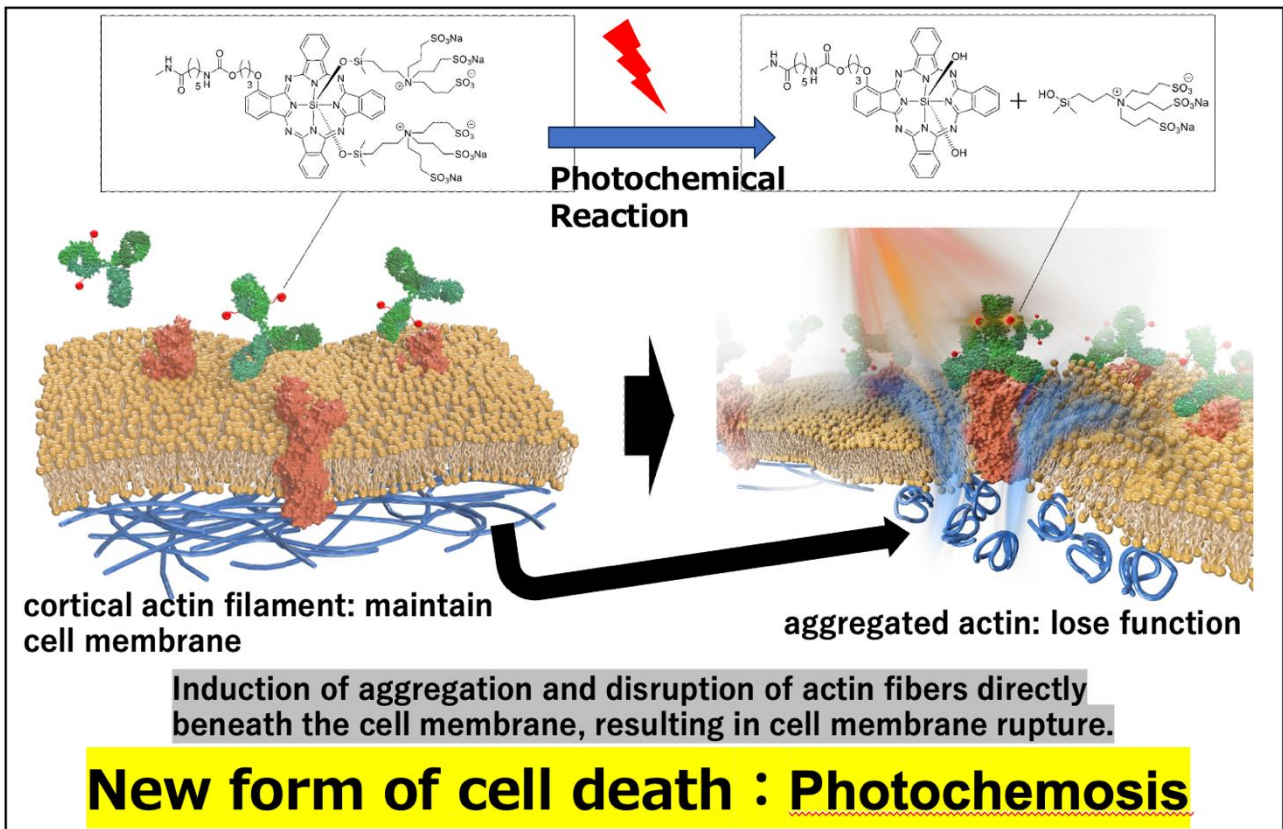 Photochemical
Reaction
cortical actin filament: maintain
cell membrane
aggregated actin: lose function
Induction of aggregation and disruption of actin fibers directly
beneath the cell membrane, resulting in cell membrane rupture.
New form of cell death：Photochemosis